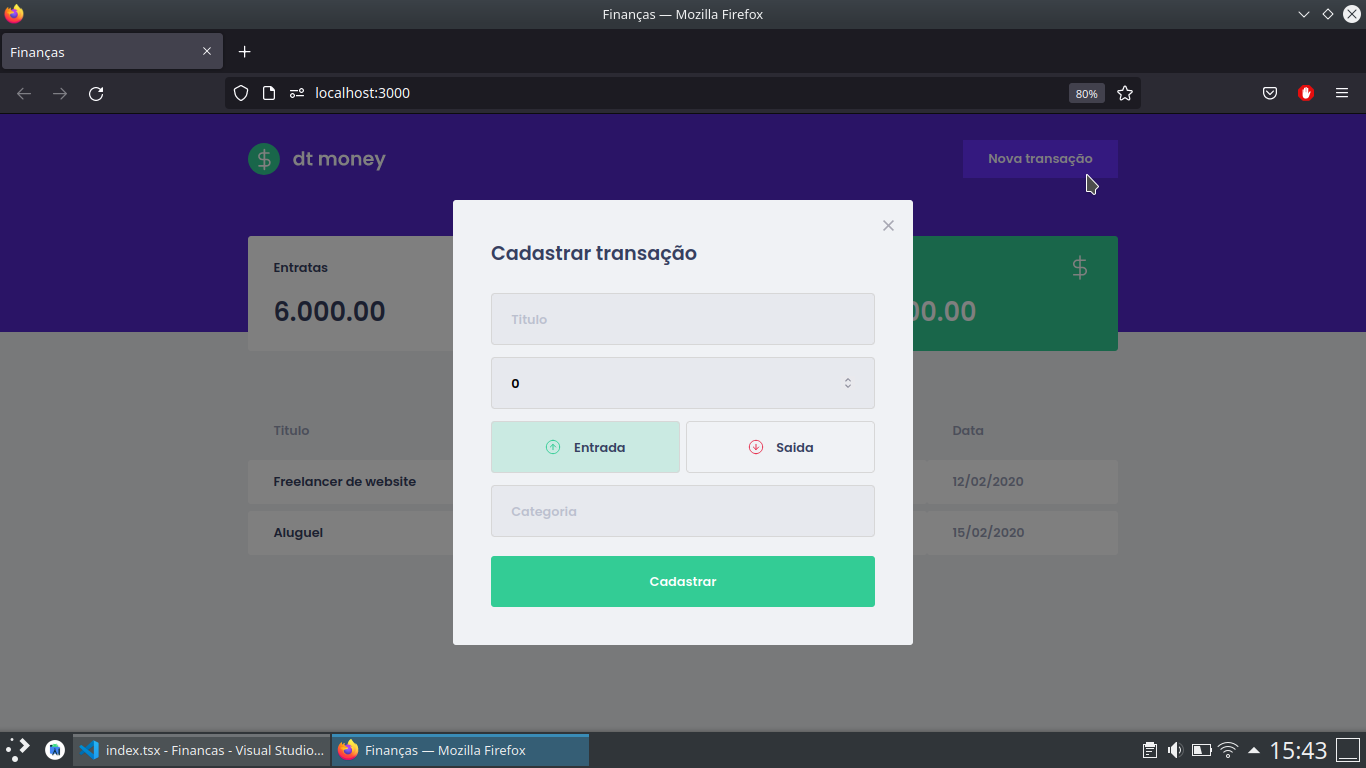 Finanças — Mozilla Firefox
Finanças
localhost:3000
80%
dt money
Nova transação
Entratas
6.000.00
00.00
Cadastrar transação
Titulo
0
Entrada
Saida
Categoria
Cadastrar
Titulo
Data
Freelancer de website
12/02/2020
Aluguel
15/02/2020
index.tsx - Financas - Visual Studio...
Finanças — Mozilla Firefox
15:43